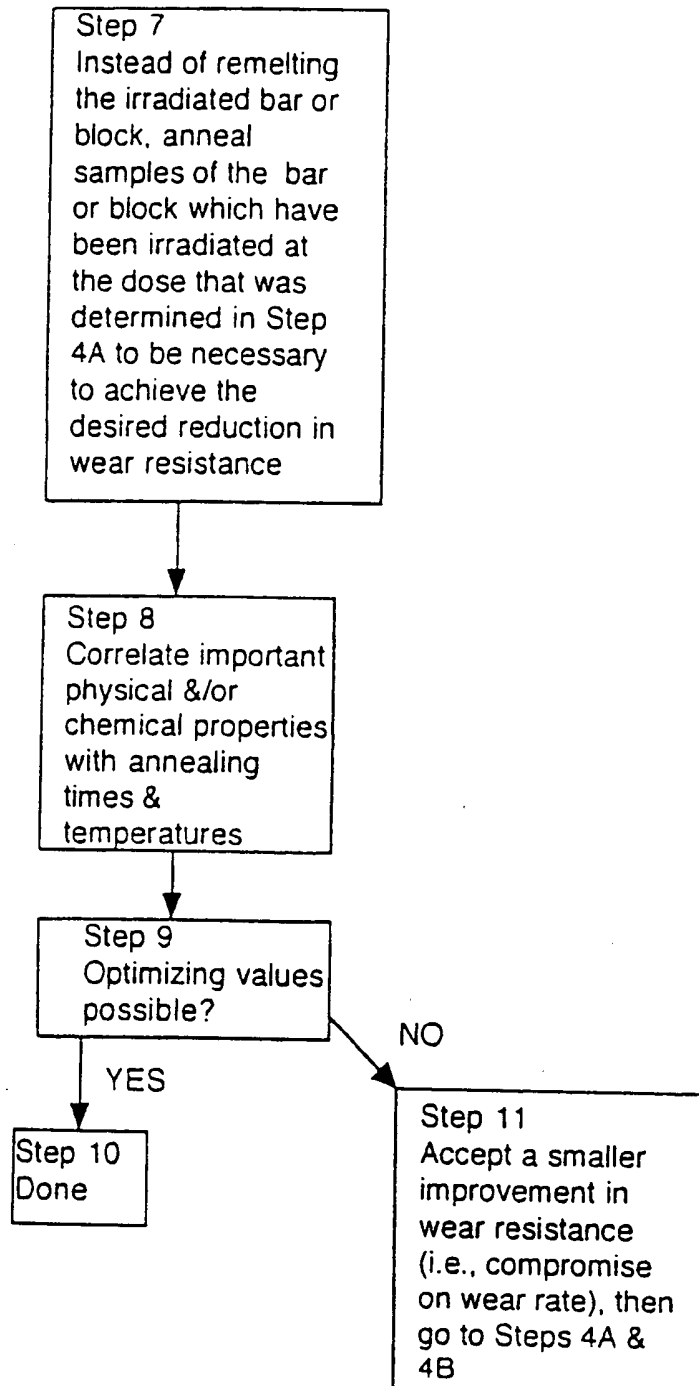 Step 7
Instead of remelting
the irradiated bar or
block, anneal
samples of the bar
or block which have
been irradiated at
the dose that was
determined in Step
4A to be necessary
to achieve the
desired reduction in
wear resistance
Step 8
Correlate important
physical &/or
chemical properties
with annealing
times &
temperatures
Step 9
Optimizing values
possible?
NO
YES
Step 10
Done
Step 11
Accept a smaller
improvement in
wear resistance
(i.e., compromise
on wear rate), then
go to Steps 4A &
4B